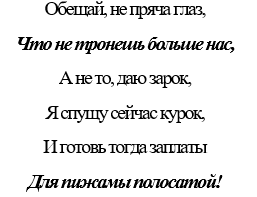 Обещай, не пряча глаз,
Что не тронешь больше нас,
А не то, даю зарок,
Я спущу сейчас курок,
И готовь тогда заплаты
Для пижамы полосатой!